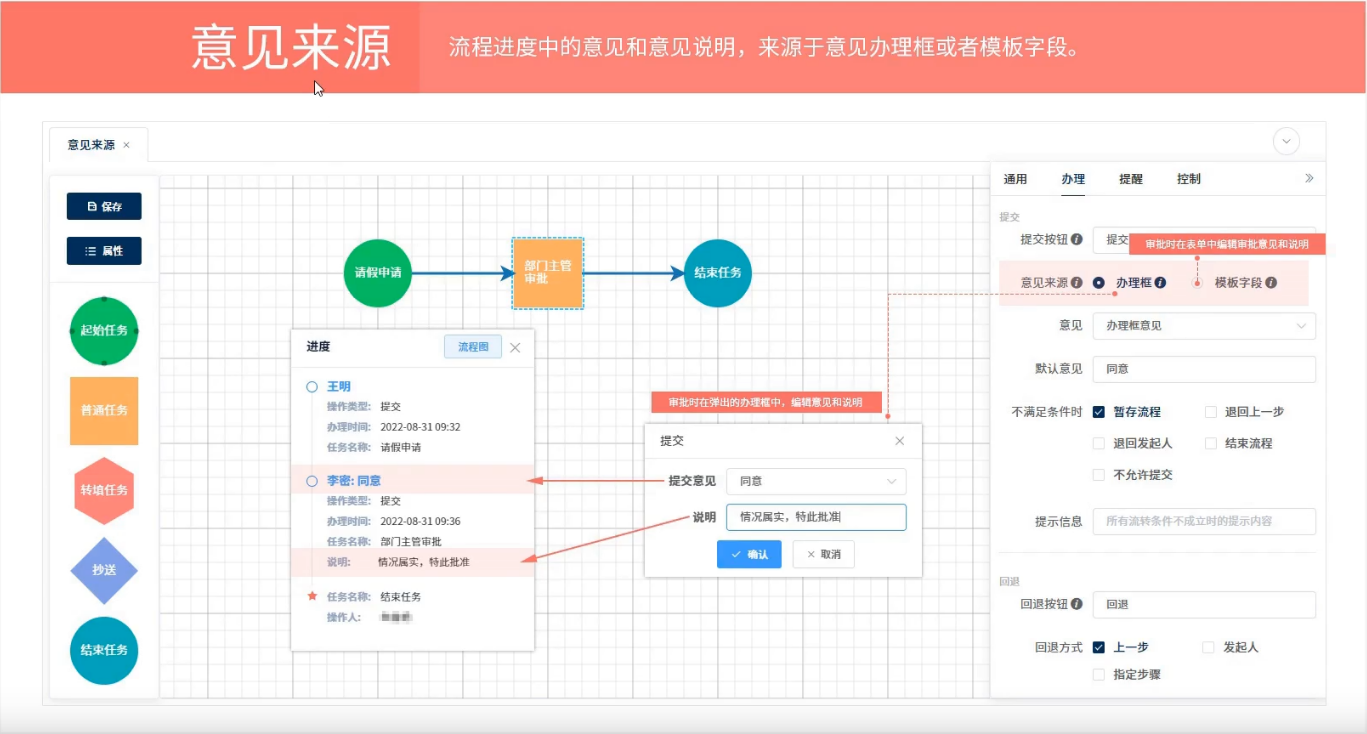 意见来源
流程进度中的意见和意见说明，来源于意见办理框或者模板字段。
意见来源 ×
保存
属性
起始任务
普通任务
转填任务
抄送
结束任务
请假申请
部门主管
审批
结束任务
进度
流程图
王明
操作类型: 提交
办理时间: 2022-08-31 09:32
任务名称: 请假申请
李密: 同意
操作类型: 提交
办理时间: 2022-08-31 09:36
任务名称: 部门主管审批
说明: 情况属实，特此批准
任务名称: 结束任务
操作人:
审批时在弹出的办理框中，编辑意见和说明
提交
提交意见 同意
说明 情况属实，特此批准
确认
取消
通用 办理 提醒 控制
提交
提交按钮 提交
审批时在表单中编辑审批意见和说明
意见来源 办理框 模板字段
意见 办理框意见
默认意见 同意
不满足条件时 暂存流程 退回上一步
退回发起人 结束流程
不允许提交
提示信息 所有流转条件不成立时的提示内容
回退
回退按钮 回退
回退方式 上一步 发起人
指定步骤